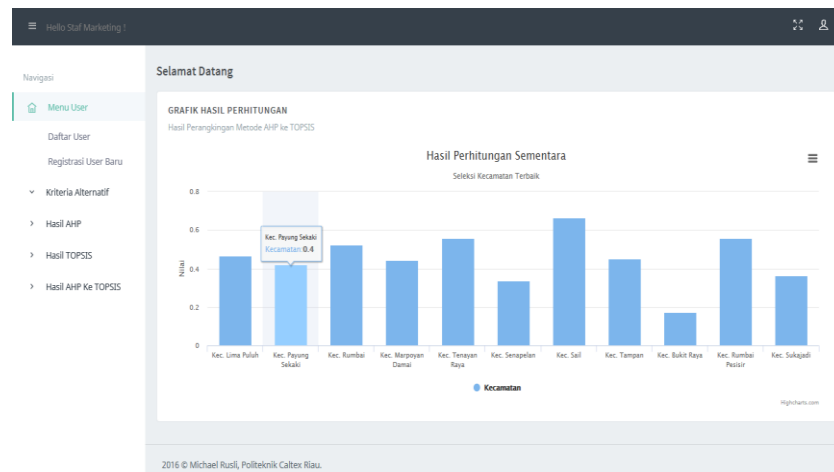 Hello Staf Marketing !
Navigasi
Menu User
Daftar User
Registrasi User Baru
Kriteria Alternatif
Hasil AHP
Hasil TOPSIS
Hasil AHP Ke TOPSIS
Selamat Datang
GRAFIK HASIL PERHITUNGAN
Hasil Perangkingan Metode AHP ke TOPSIS
Hasil Perhitungan Sementara
Seleksi Kecamatan Terbaik
Nilai
0.8
0.6
0.4
0.2
0
Kec. Payung Sekaki
Kecamatan 0.4
Kec. Lima Puluh
Kec. Payung Sekaki
Kec. Rumbai
Kec. Marpoyan Damai
Kec. Tenayan Raya
Kec. Senapelan
Kec. Sail
Kec. Tampan
Kec. Bukit Raya
Kec. Rumbai Pesisir
Kec. Sukajadi
Kecamatan
Highcharts.com
2016 © Michael Rusli, Politeknik Caltex Riau.